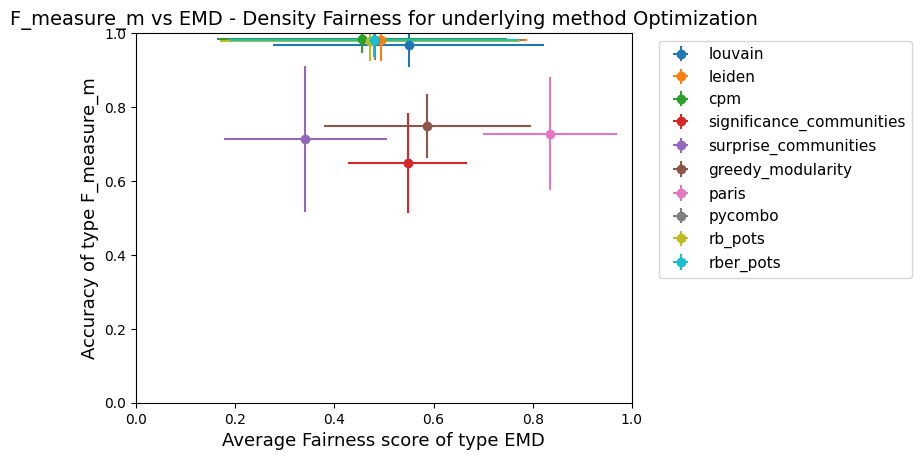 F_measure_m vs EMD - Density Fairness for underlying method Optimization
Accuracy of type F_measure_m
1.0
0.8
0.6
0.4
0.2
0.0
0.0 0.2 0.4 0.6 0.8 1.0
Average Fairness score of type EMD
louvain
leiden
cpm
significance_communities
surprise_communities
greedy_modularity
paris
pycombo
rb_pots
rber_pots